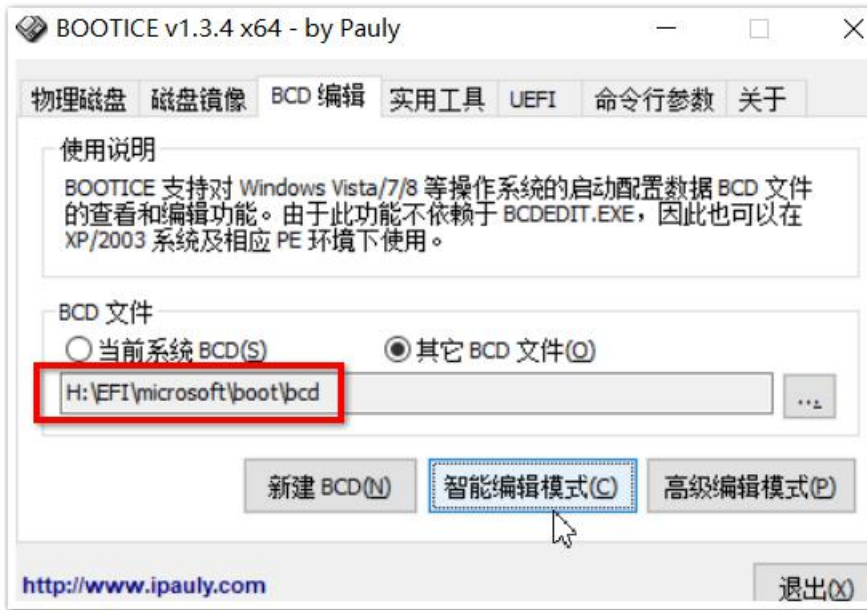 BOOTICE v1.3.4 x64 - by Pauly
物理磁盘 磁盘镜像 BCD 编辑 实用工具 UEFI 命令行参数 关于
使用说明
BOOTICE 支持对 Windows Vista/7/8 等操作系统的启动配置数据 BCD 文件
的查看和编辑功能。由于此功能不依赖于 BCDEDIT.EXE，因此也可以在
XP/2003 系统及相应 PE 环境下使用。
BCD 文件
当前系统 BCD(S) 其它 BCD 文件(O)
H:\EFI\microsoft\boot\bcd ...
新建 BCD(N) 智能编辑模式(C) 高级编辑模式(P)
http://www.ipauly.com 退出(X)